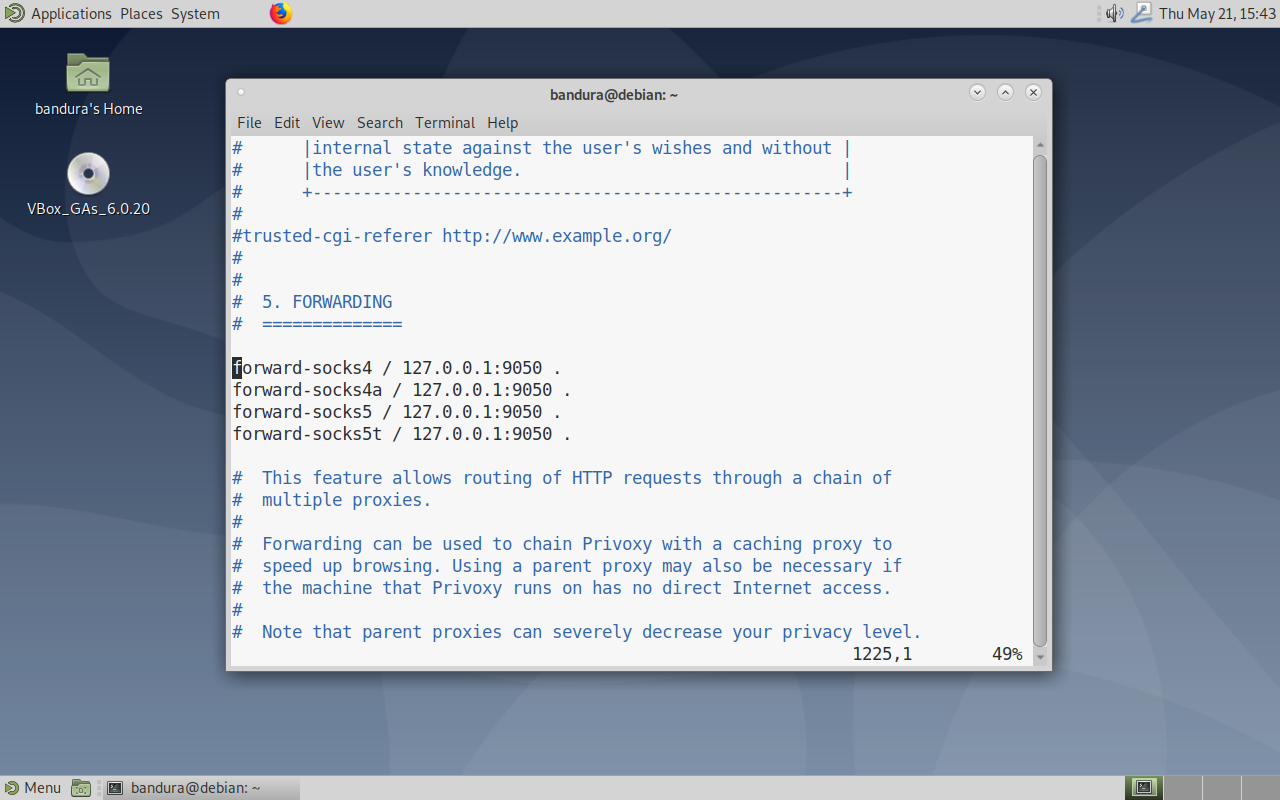 Applications Places System
Thu May 21, 15:43
bandura's Home
VBox_GAs_6.0.20
bandura@debian: ~
File Edit View Search Terminal Help
#      |internal state against the user's wishes and without |
#      |the user's knowledge.                                |
#      +-----------------------------------------------------+
#
#trusted-cgi-referer http://www.example.org/
#
#
#  5. FORWARDING
#  ==============
forward-socks4 / 127.0.0.1:9050 .
forward-socks4a / 127.0.0.1:9050 .
forward-socks5 / 127.0.0.1:9050 .
forward-socks5t / 127.0.0.1:9050 .
#  This feature allows routing of HTTP requests through a chain of
#  multiple proxies.
#
#  Forwarding can be used to chain Privoxy with a caching proxy to
#  speed up browsing. Using a parent proxy may also be necessary if
#  the machine that Privoxy runs on has no direct Internet access.
#
#  Note that parent proxies can severely decrease your privacy level.
1225,1        49%
Menu
bandura@debian: ~